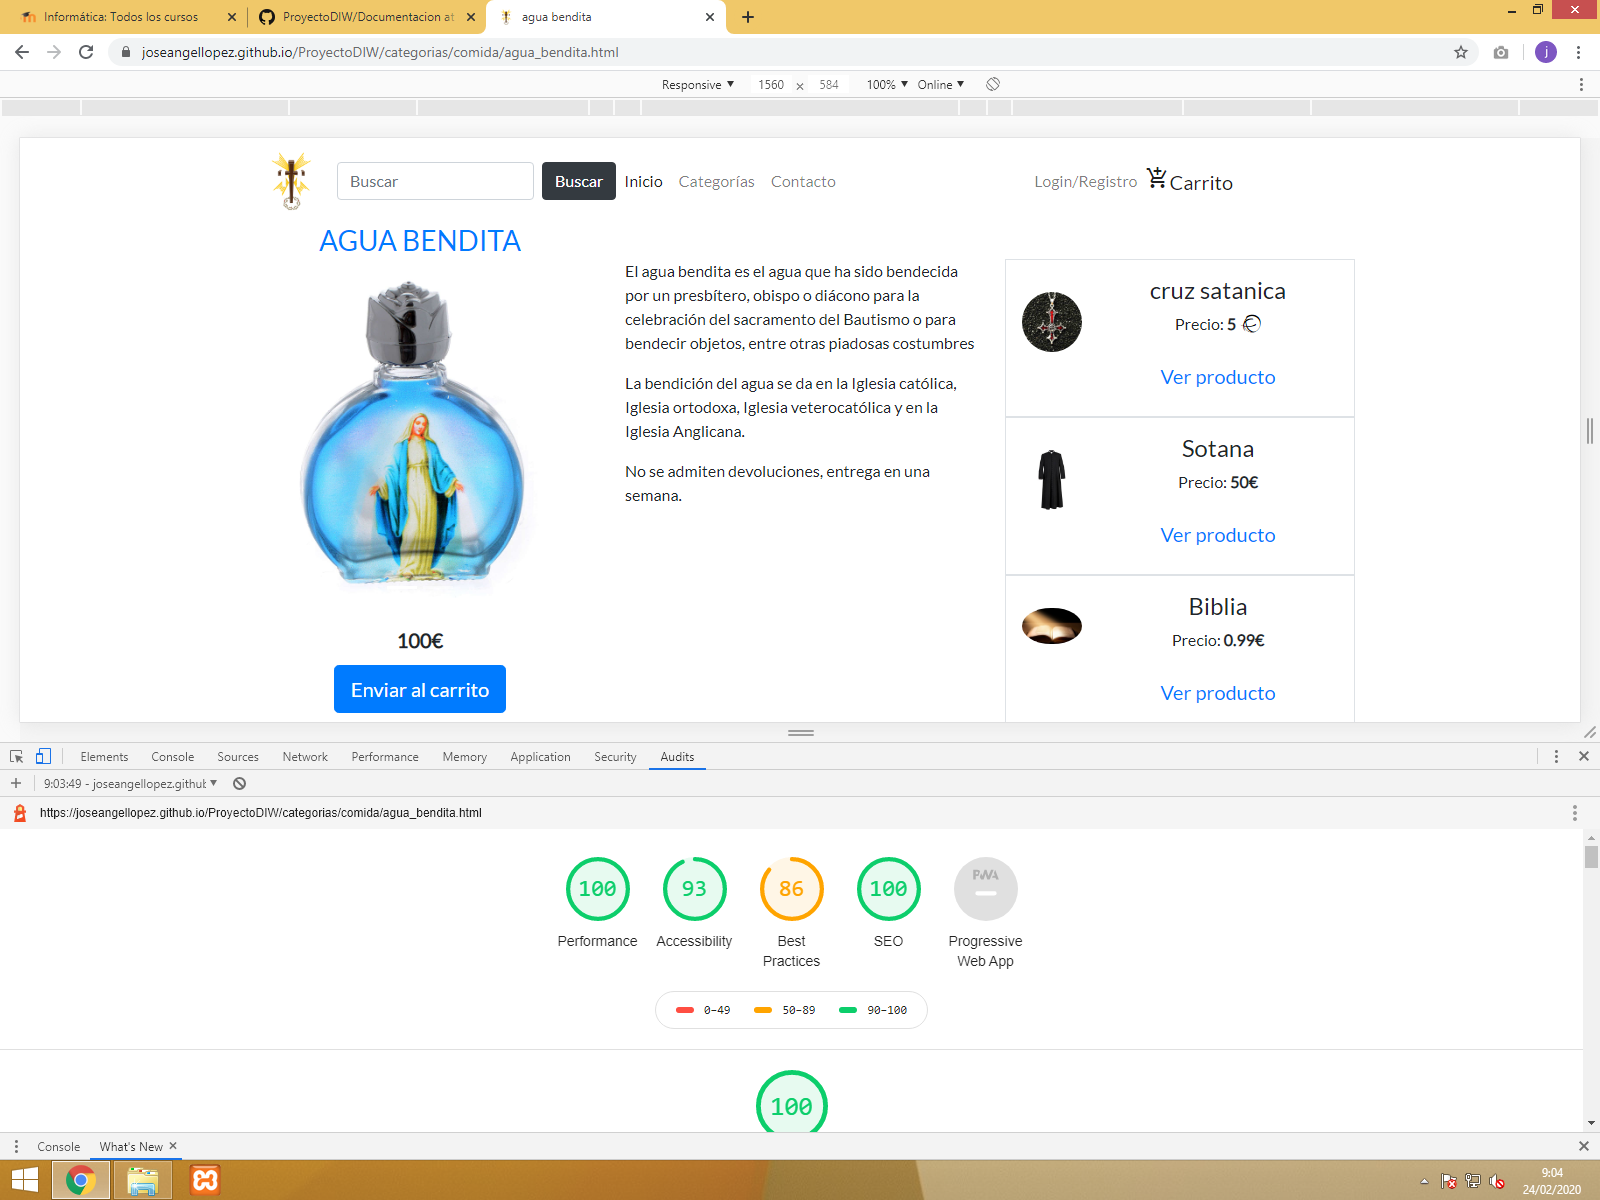 Informática: Todos los cursos
ProyectoDIW/Documentacion at
agua bendita
joseangellopez.github.io/ProyectoDIW/categorias/comida/agua_bendita.html
j
Responsive ▼ 1560 x 584 100% ▼ Online ▼
Buscar Buscar Inicio Categorías Contacto Login/Registro Carrito
AGUA BENDITA
El agua bendita es el agua que ha sido bendecida
por un presbítero, obispo o diácono para la
celebración del sacramento del Bautismo o para
bendecir objetos, entre otras piadosas costumbres
La bendición del agua se da en la Iglesia católica,
Iglesia ortodoxa, Iglesia veterocatólica y en la
Iglesia Anglicana.
No se admiten devoluciones, entrega en una
semana.
100€
Enviar al carrito
cruz satanica
Precio: 5 €
Ver producto
Sotana
Precio: 50€
Ver producto
Biblia
Precio: 0.99€
Ver producto
Elements Console Sources Network Performance Memory Application Security Audits
9:03:49 - joseangellopez.github
https://joseangellopez.github.io/ProyectoDIW/categorias/comida/agua_bendita.html
100 93 86 100 PWA
Performance Accessibility Best Practices SEO Progressive Web App
0–49 50–89 90–100
100
Console What's New
9:04
24/02/2020